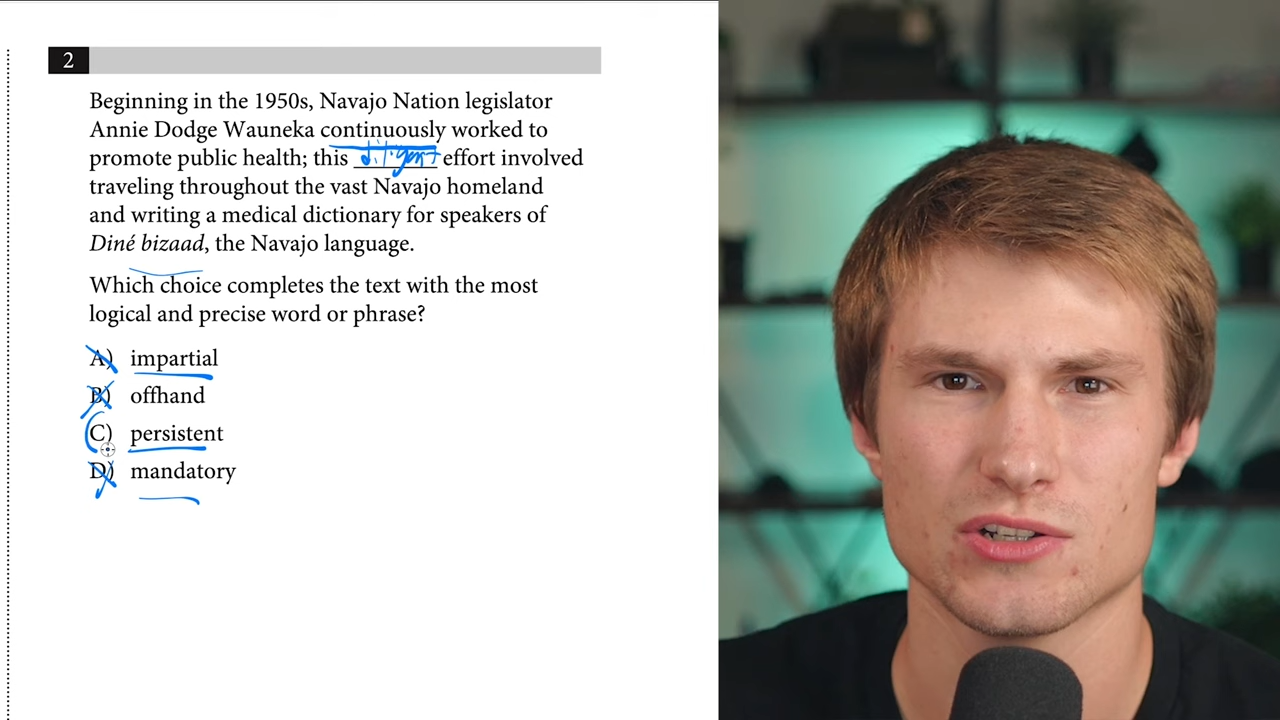 2
Beginning in the 1950s, Navajo Nation legislator
Annie Dodge Wauneka continuously worked to
promote public health; this diligent effort involved
traveling throughout the vast Navajo homeland
and writing a medical dictionary for speakers of
Diné bizaad, the Navajo language.
Which choice completes the text with the most
logical and precise word or phrase?
A) impartial
B) offhand
C) persistent
D) mandatory